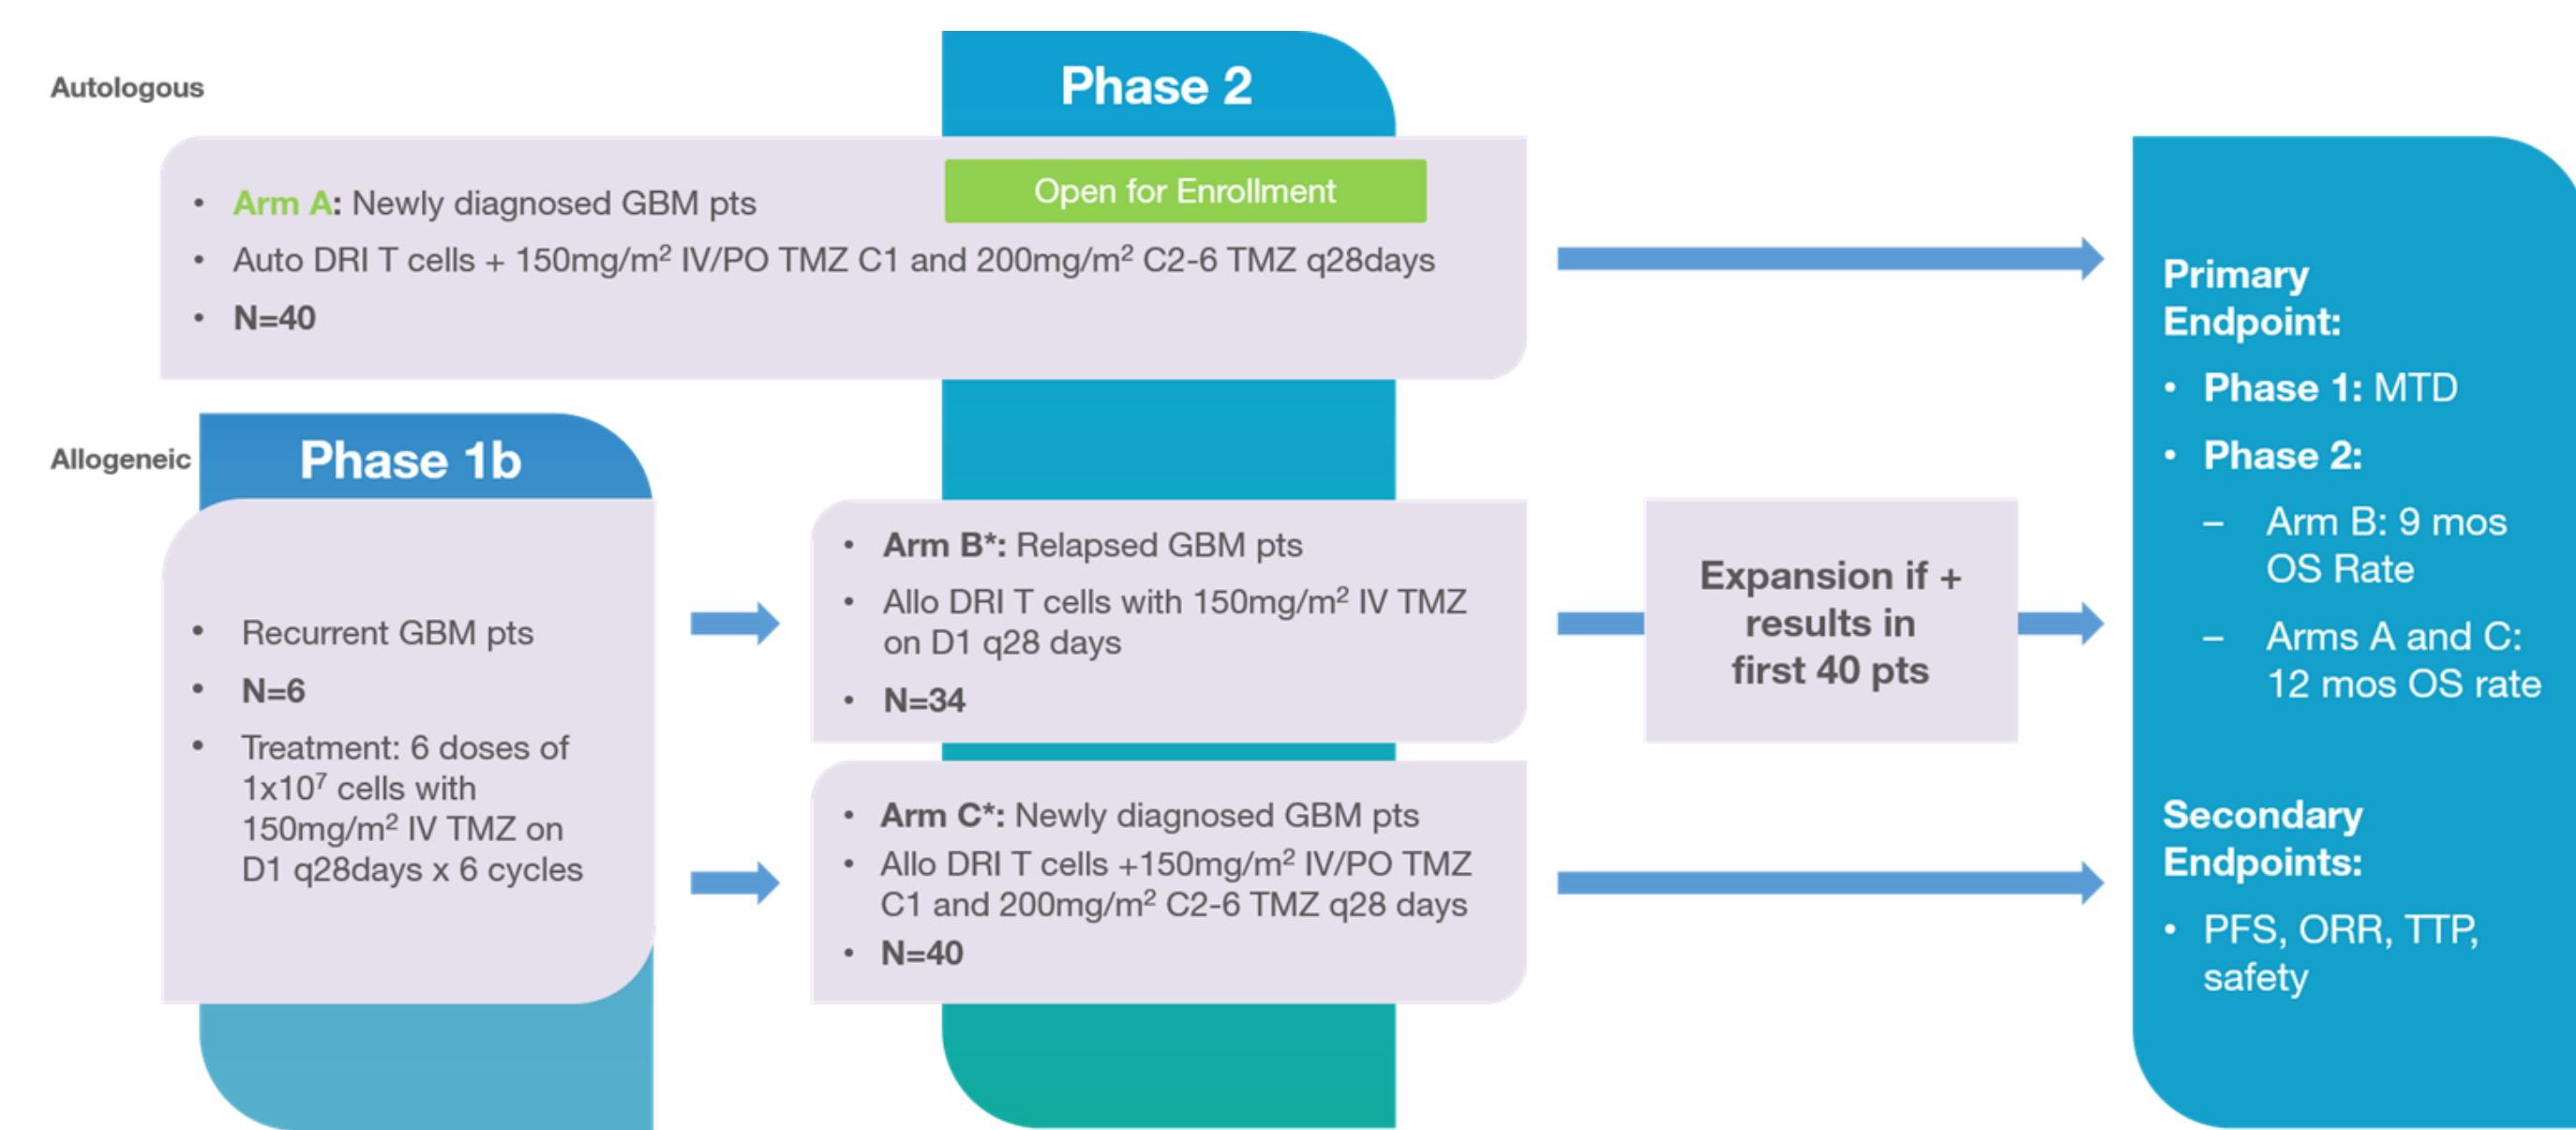 Autologous
Phase 2
Open for Enrollment
• Arm A: Newly diagnosed GBM pts
• Auto DRI T cells + 150mg/m² IV/PO TMZ C1 and 200mg/m² C2-6 TMZ q28days
• N=40
Allogeneic
Phase 1b
• Recurrent GBM pts
• N=6
• Treatment: 6 doses of
1x10⁷ cells with
150mg/m² IV TMZ on
D1 q28days x 6 cycles
• Arm B*: Relapsed GBM pts
• Allo DRI T cells with 150mg/m² IV TMZ
on D1 q28 days
• N=34
• Arm C*: Newly diagnosed GBM pts
• Allo DRI T cells +150mg/m² IV/PO TMZ
C1 and 200mg/m² C2-6 TMZ q28 days
• N=40
Expansion if +
results in
first 40 pts
Primary
Endpoint:
• Phase 1: MTD
• Phase 2:
– Arm B: 9 mos
OS Rate
– Arms A and C:
12 mos OS rate
Secondary
Endpoints:
• PFS, ORR, TTP,
safety